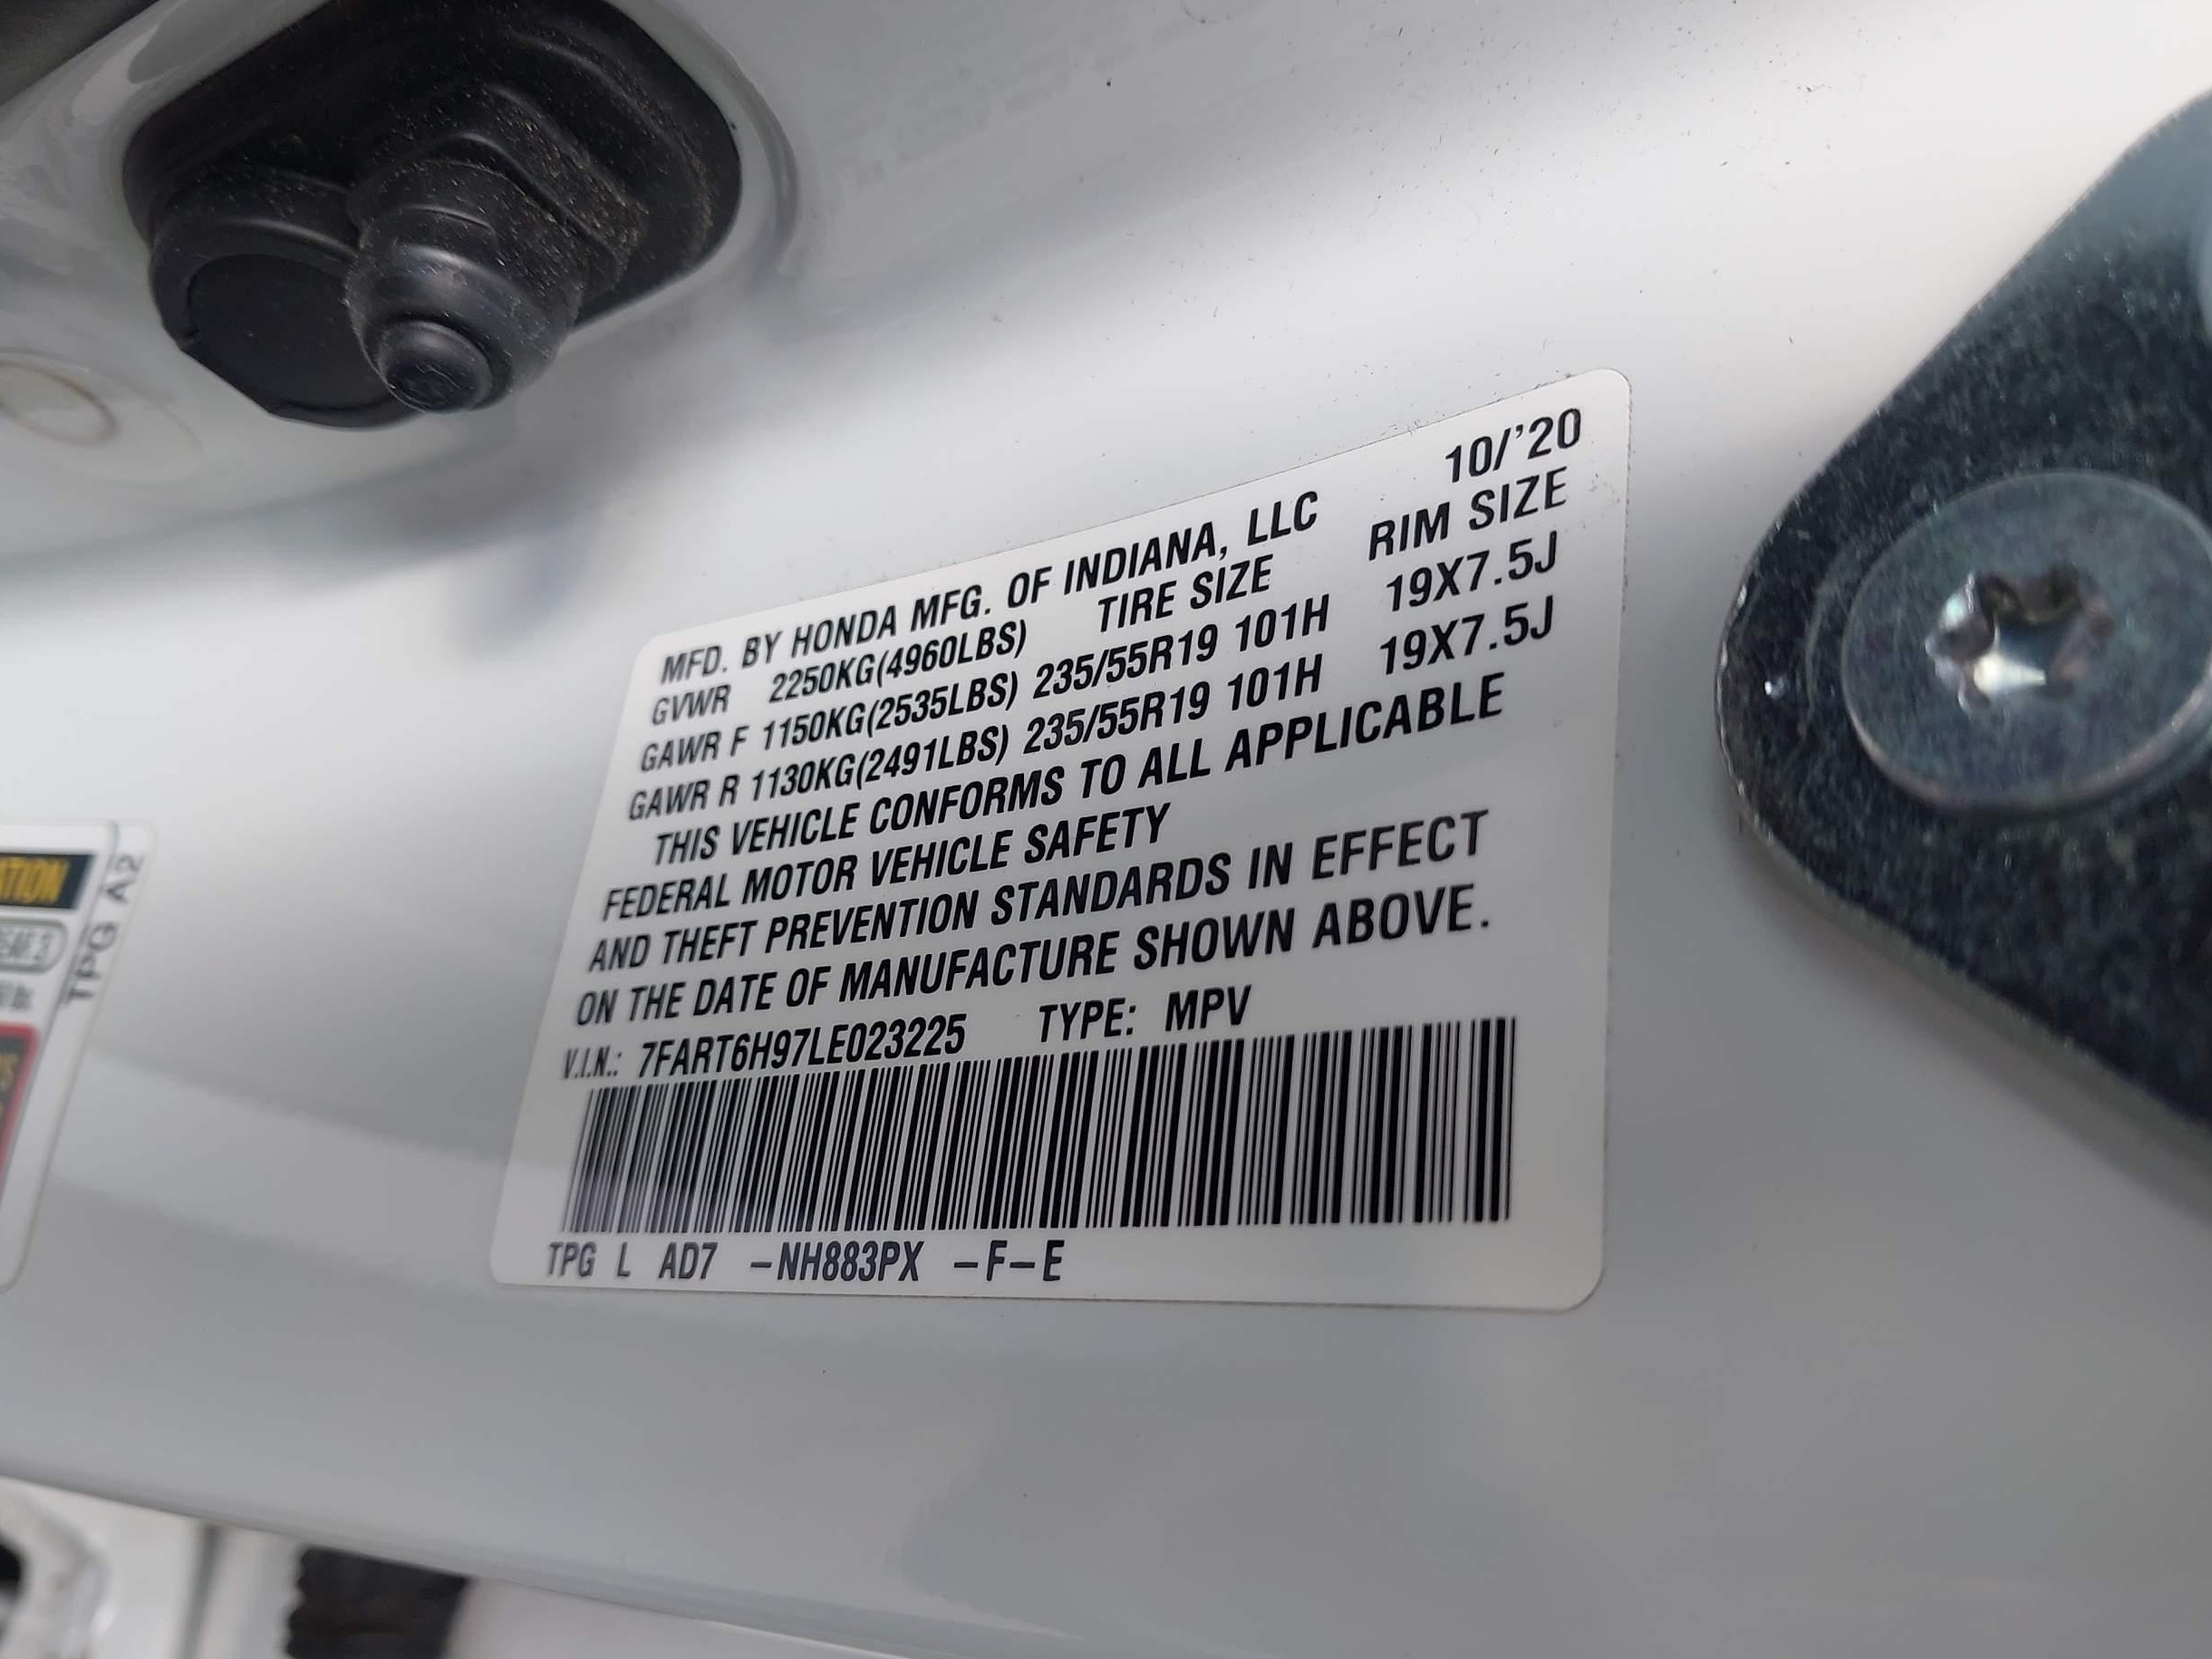 MFD. BY HONDA MFG. OF INDIANA, LLC 10/'20
GVWR 2250KG(4960LBS) TIRE SIZE RIM SIZE
GAWR F 1150KG(2535LBS) 235/55R19 101H 19X7.5J
GAWR R 1130KG(2491LBS) 235/55R19 101H 19X7.5J
THIS VEHICLE CONFORMS TO ALL APPLICABLE
FEDERAL MOTOR VEHICLE SAFETY
AND THEFT PREVENTION STANDARDS IN EFFECT
ON THE DATE OF MANUFACTURE SHOWN ABOVE.
V.I.N.: 7FART6H97LE023225 TYPE: MPV
TPG L AD7 -NH883PX -F-E
TPG A2